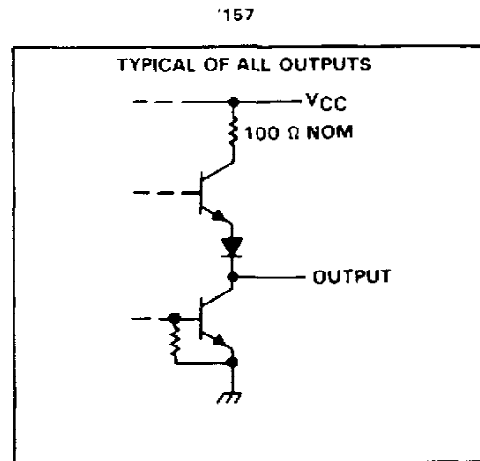 '157
TYPICAL OF ALL OUTPUTS
VCC
100 Ω NOM
OUTPUT